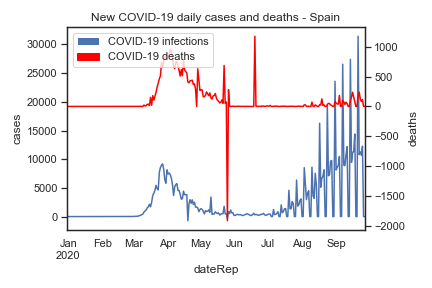 New COVID-19 daily cases and deaths - Spain
COVID-19 infections
COVID-19 deaths
30000
25000
20000
15000
10000
5000
0
cases
1000
500
0
−500
−1000
−1500
−2000
deaths
Jan Feb Mar Apr May Jun Jul Aug Sep
2020
dateRep